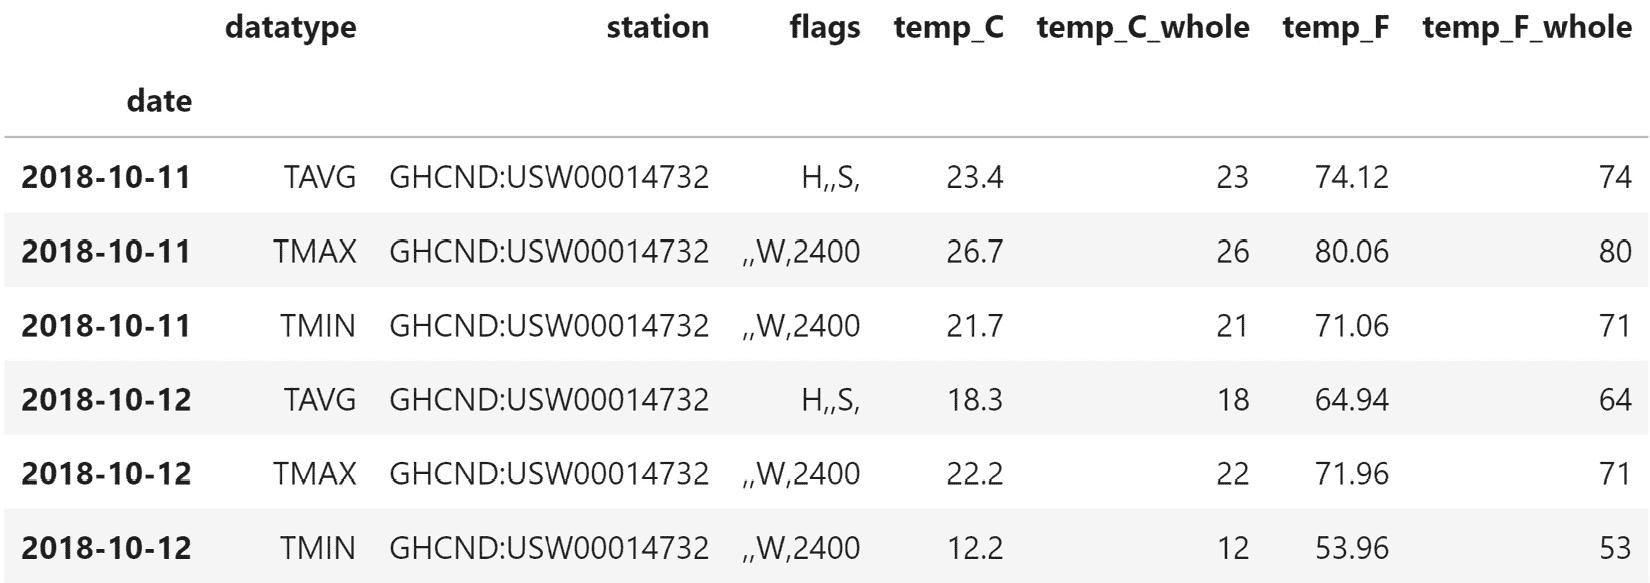 datatype station flags temp_C temp_C_whole temp_F temp_F_whole
date
2018-10-11 TAVG GHCND:USW00014732 H,,S, 23.4 23 74.12 74
2018-10-11 TMAX GHCND:USW00014732 ,,W,2400 26.7 26 80.06 80
2018-10-11 TMIN GHCND:USW00014732 ,,W,2400 21.7 21 71.06 71
2018-10-12 TAVG GHCND:USW00014732 H,,S, 18.3 18 64.94 64
2018-10-12 TMAX GHCND:USW00014732 ,,W,2400 22.2 22 71.96 71
2018-10-12 TMIN GHCND:USW00014732 ,,W,2400 12.2 12 53.96 53